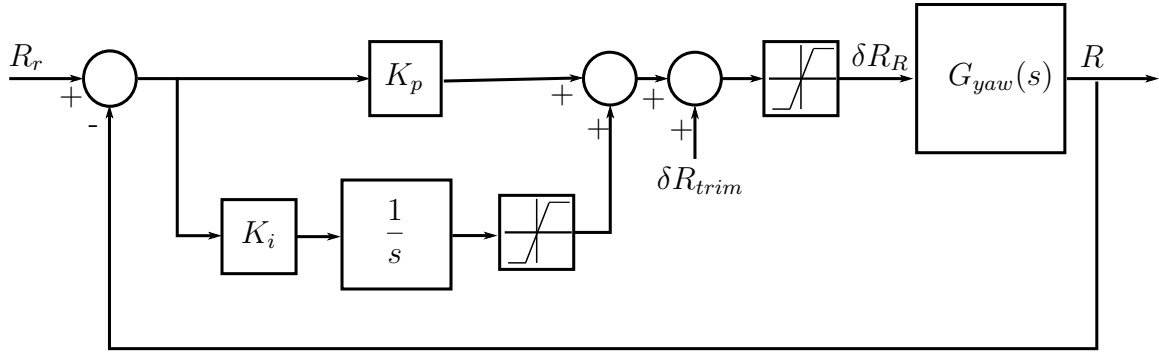 R_r
+
-
K_p
+
+
+
+
δR_trim
δR_R
G_yaw(s)
R
K_i
1
s